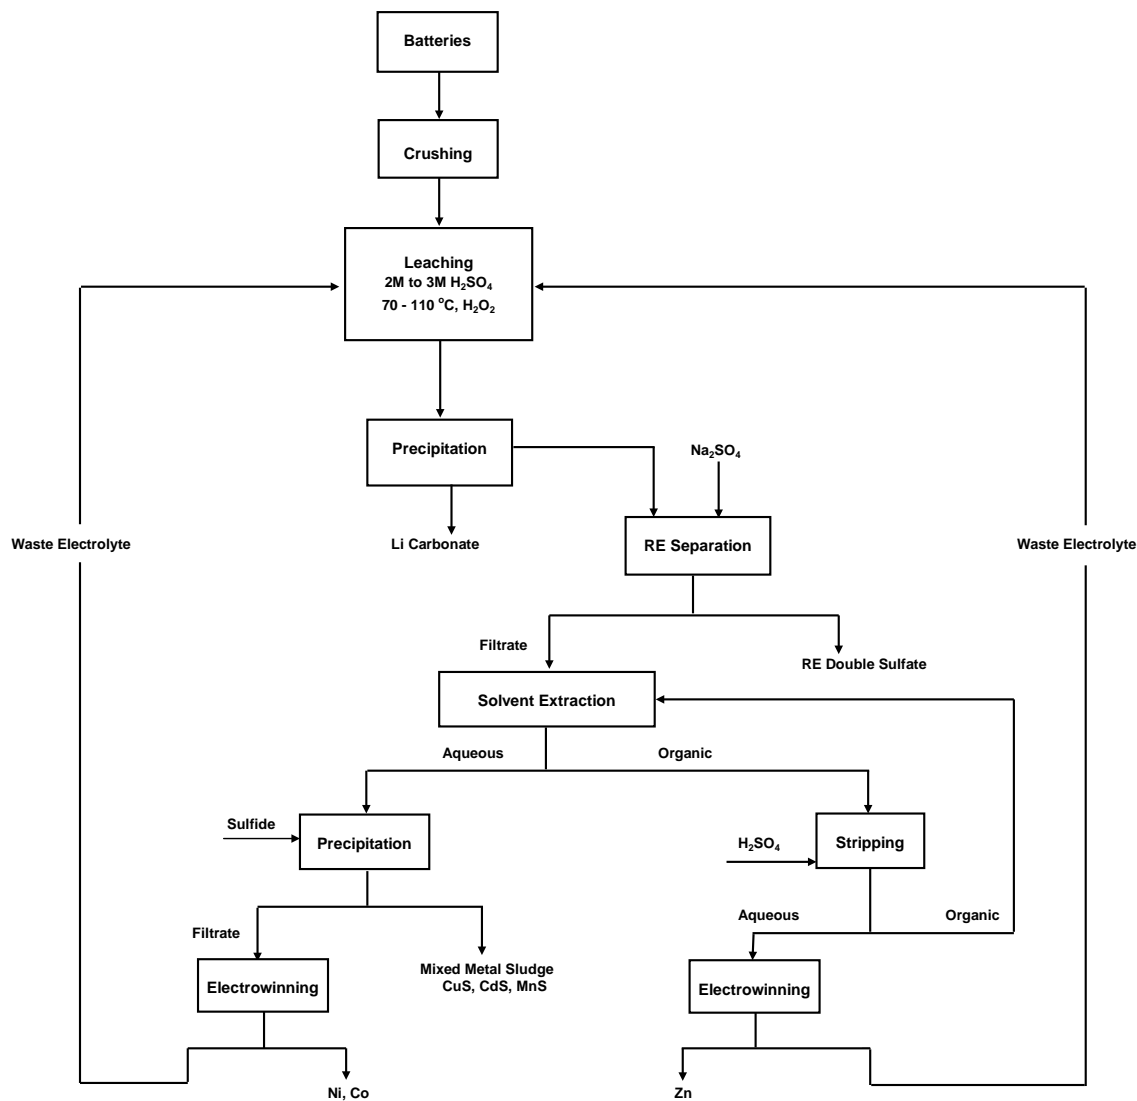 Batteries
Crushing
Leaching
2M to 3M H₂SO₄
70 - 110 °C, H₂O₂
Precipitation
Na₂SO₄
Waste Electrolyte
Li Carbonate
RE Separation
Waste Electrolyte
Filtrate
RE Double Sulfate
Solvent Extraction
Aqueous
Organic
Sulfide
Precipitation
H₂SO₄
Stripping
Aqueous
Organic
Filtrate
Mixed Metal Sludge
CuS, CdS, MnS
Electrowinning
Electrowinning
Ni, Co
Zn